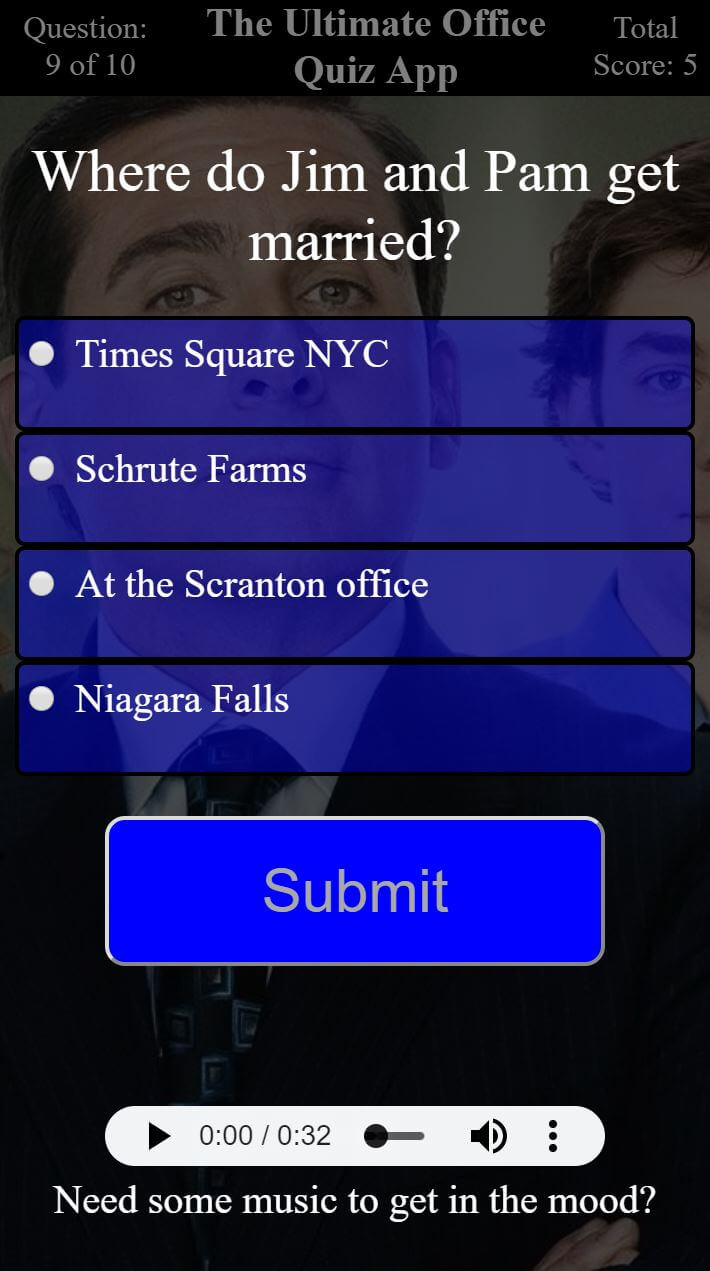 Question:
9 of 10
The Ultimate Office
Quiz App
Total
Score: 5
Where do Jim and Pam get
married?
Times Square NYC
Schrute Farms
At the Scranton office
Niagara Falls
Submit
0:00 / 0:32
Need some music to get in the mood?